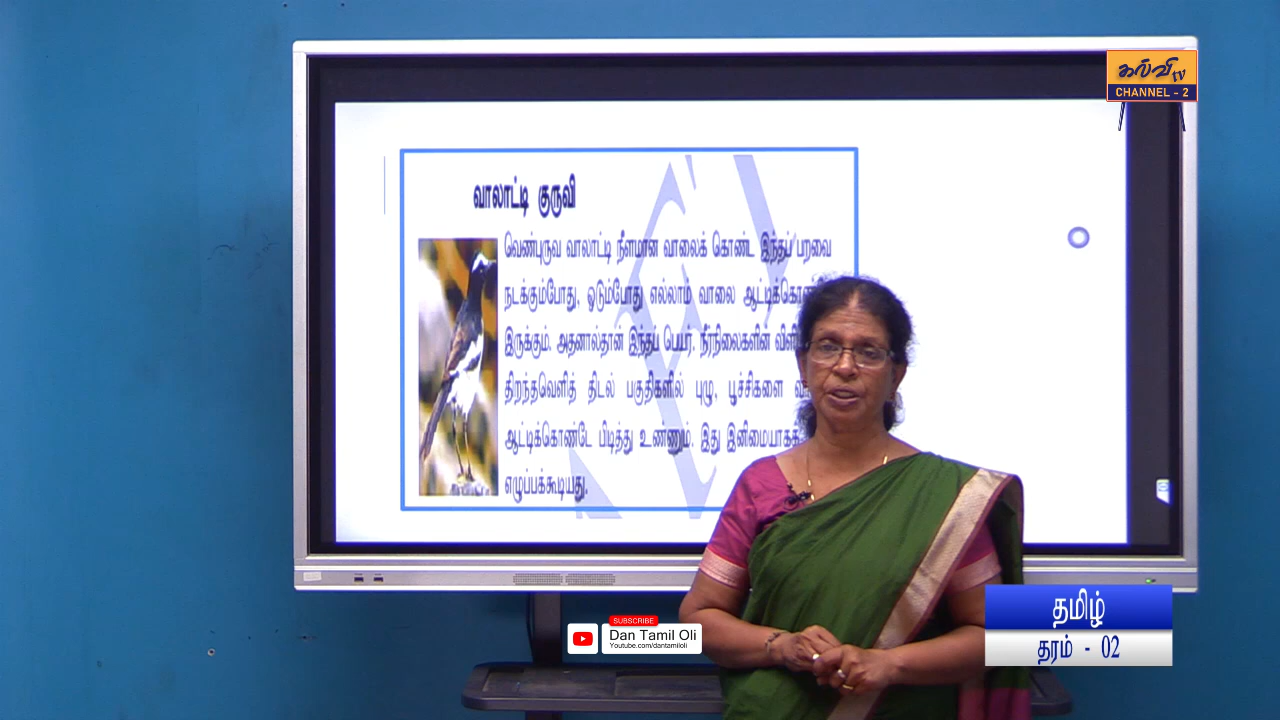 கல்வி TV
CHANNEL - 2
வாலாட்டி குருவி
வெண்புருவ வாலாட்டி நீளமான வாலைக் கொண்ட இந்தப் பறவை
நடக்கும்போது, ஓடும்போது எல்லாம் வாலை
இருக்கும். அதனால்தான் இந்தப் பெயர். நீர்நிலைகளின்
திறந்தவெளித் திடல் பகுதிகளில் புழு, பூச்சிகளை
ஆட்டிக்கொண்டே பிடித்து உண்ணும். இது
எழுப்பக்கூடியது.
தமிழ்
தரம் - 02
SUBSCRIBE
Dan Tamil Oli
Youtube.com/dantamiloli